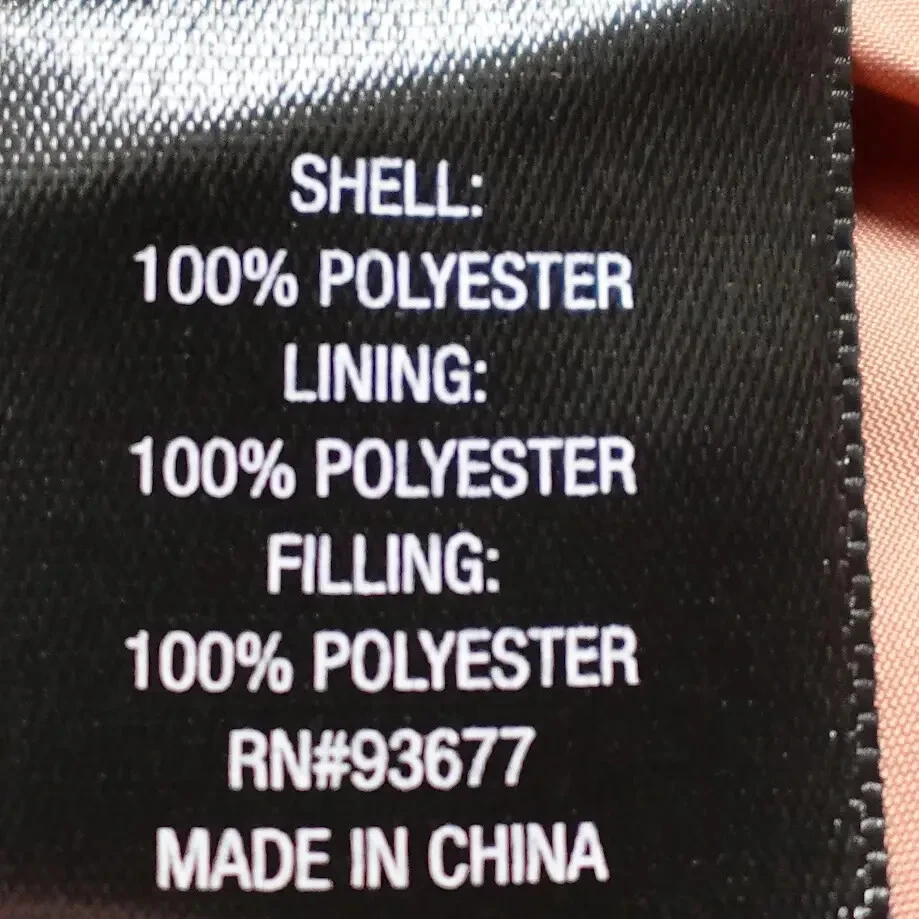 SHELL:
100% POLYESTER
LINING:
100% POLYESTER
FILLING:
100% POLYESTER
RN#93677
MADE IN CHINA